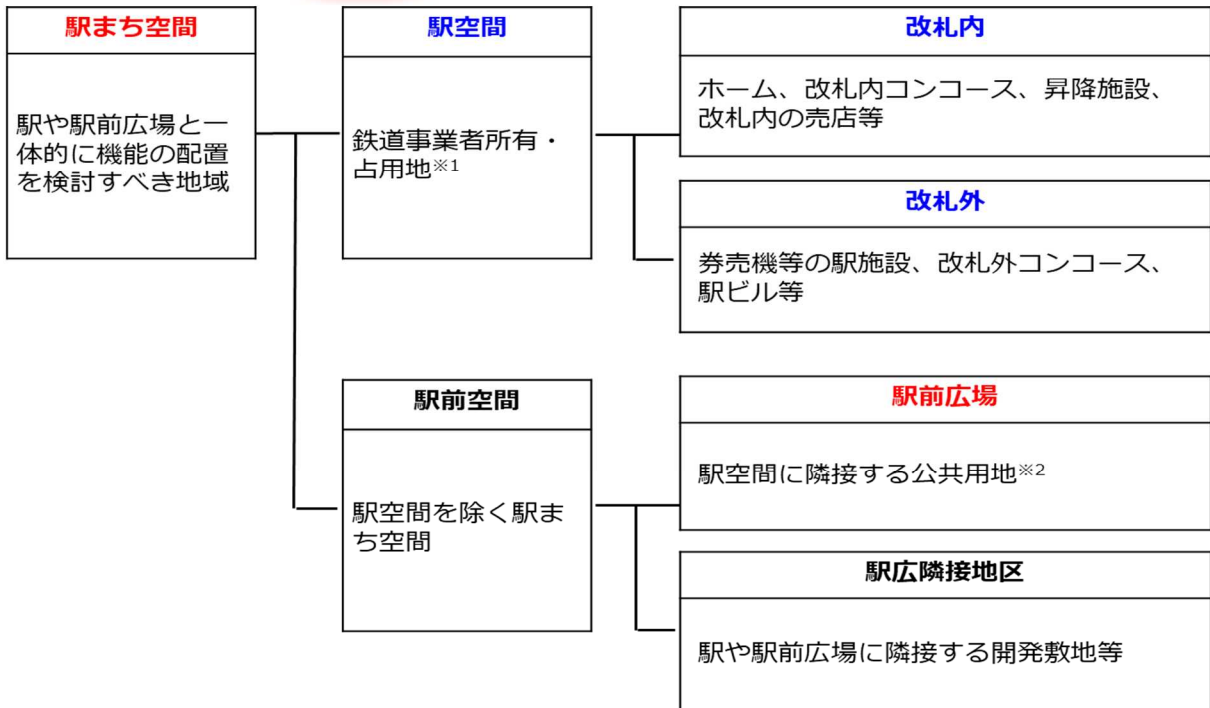 駅まち空間
駅や駅前広場と一
体的に機能の配置
を検討すべき地域
駅空間
鉄道事業者所有・
占用地※1
改札内
ホーム、改札内コンコース、昇降施設、
改札内の売店等
改札外
券売機等の駅施設、改札外コンコース、
駅ビル等
駅前空間
駅空間を除く駅ま
ち空間
駅前広場
駅空間に隣接する公共用地※2
駅広隣接地区
駅や駅前広場に隣接する開発敷地等